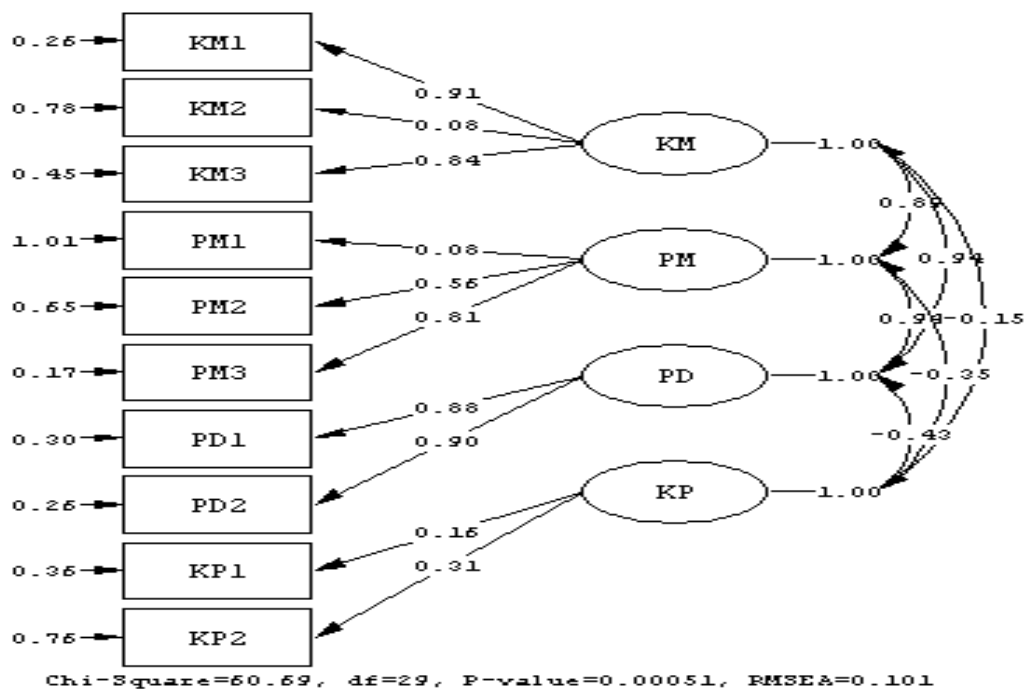 0.26 KM1
0.91
0.78 KM2
0.08
KM 1.00
0.84
0.45 KM3
0.89
1.01 PM1
0.08
PM 1.00 0.94
0.56
0.65 PM2
0.81
-0.15
0.17 PM3
PD 1.00 -0.35
0.88
0.30 PD1
0.90
-0.43
0.26 PD2
KP 1.00
0.16
0.36 KP1
0.31
0.76 KP2
Chi-Square=60.69, df=29, P-value=0.00051, RMSEA=0.101